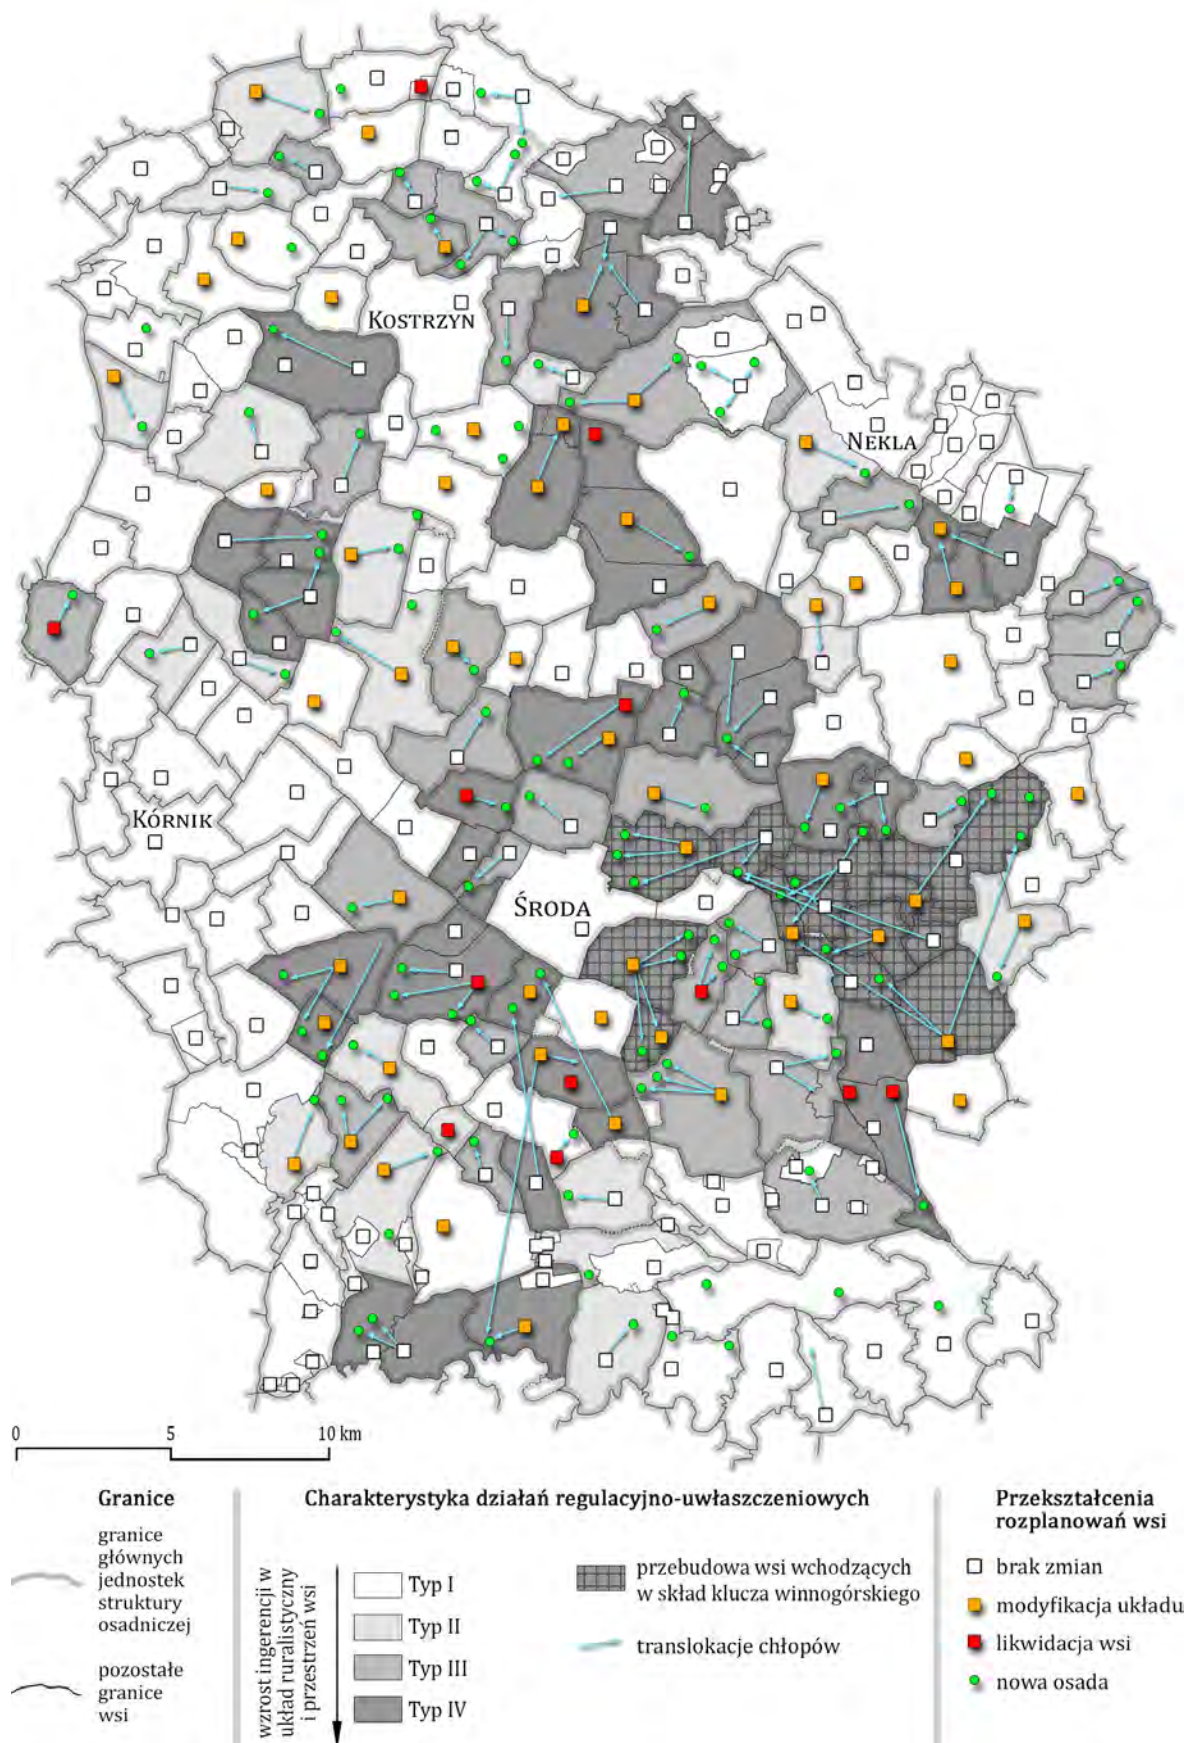 Kostrzyn
Nekla
Kórnik
Środa
0 5 10 km
Granice
granice
głównych
jednostek
struktury
osadniczej
pozostałe
granice
wsi
Charakterystyka działań regulacyjno-uwłaszczeniowych
wzrost ingerencji w
układ ruralistyczny
i przestrzeń wsi
Typ I
Typ II
Typ III
Typ IV
przebudowa wsi wchodzących
w skład klucza winnogórskiego
translokacje chłopów
Przekształcenia
rozplanowań wsi
brak zmian
modyfikacja układu
likwidacja wsi
nowa osada